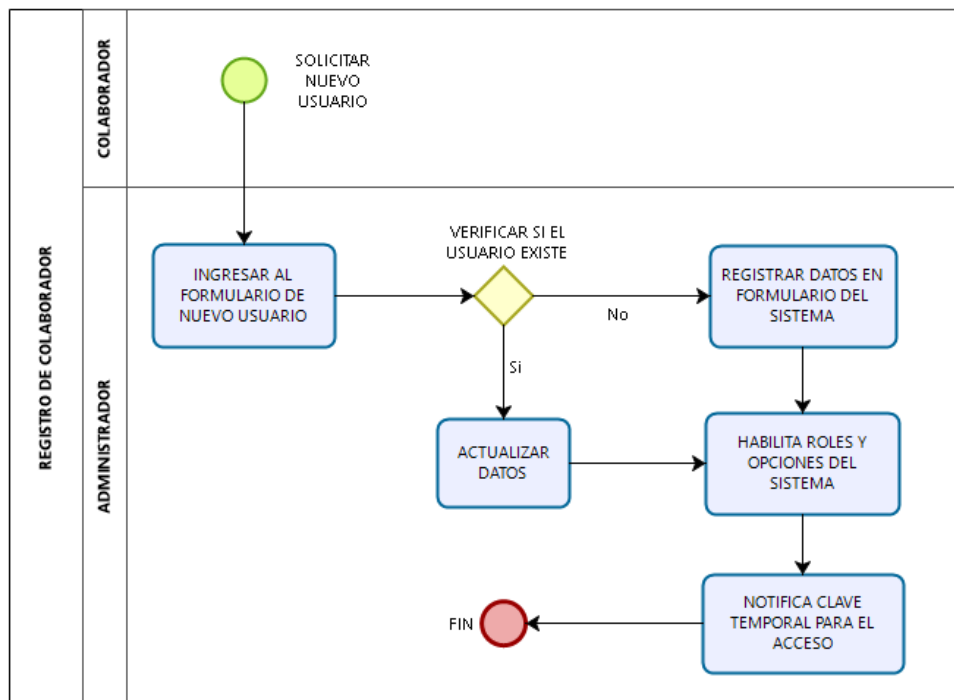 REGISTRO DE COLABORADOR
COLABORADOR
SOLICITAR
NUEVO
USUARIO
ADMINISTRADOR
INGRESAR AL
FORMULARIO DE
NUEVO USUARIO
VERIFICAR SI EL
USUARIO EXISTE
No
Si
REGISTRAR DATOS EN
FORMULARIO DEL
SISTEMA
ACTUALIZAR
DATOS
HABILITA ROLES Y
OPCIONES DEL
SISTEMA
NOTIFICA CLAVE
TEMPORAL PARA EL
ACCESO
FIN